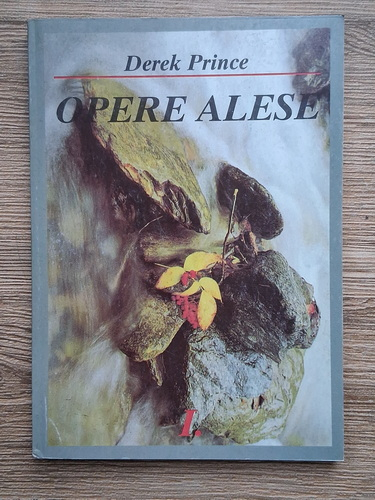 Derek Prince
OPERE ALESE
I.